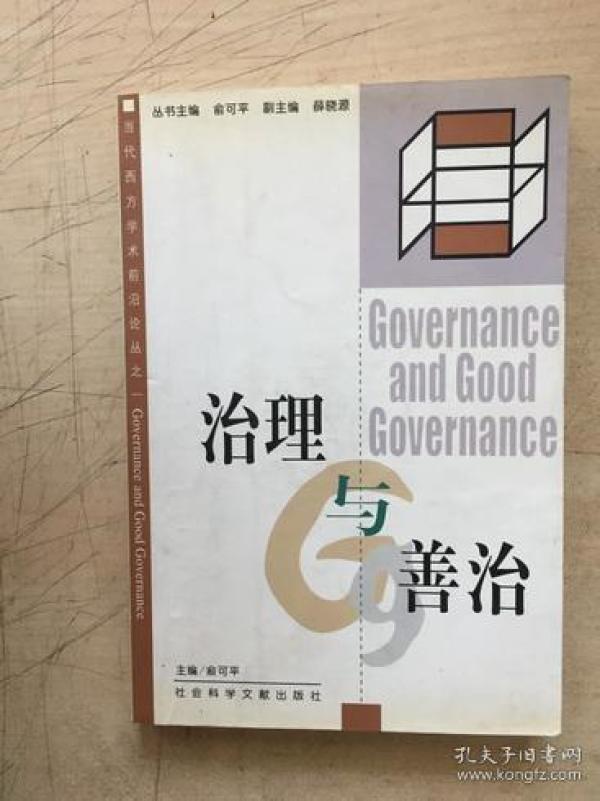 丛书主编 俞可平 副主编 薛晓源
当代西方学术前沿论丛之一 Governance and Good Governance
Governance
and Good
Governance
治理
与
善治
Gg
主编/俞可平
社会科学文献出版社
孔夫子旧书网
www.kongfz.com